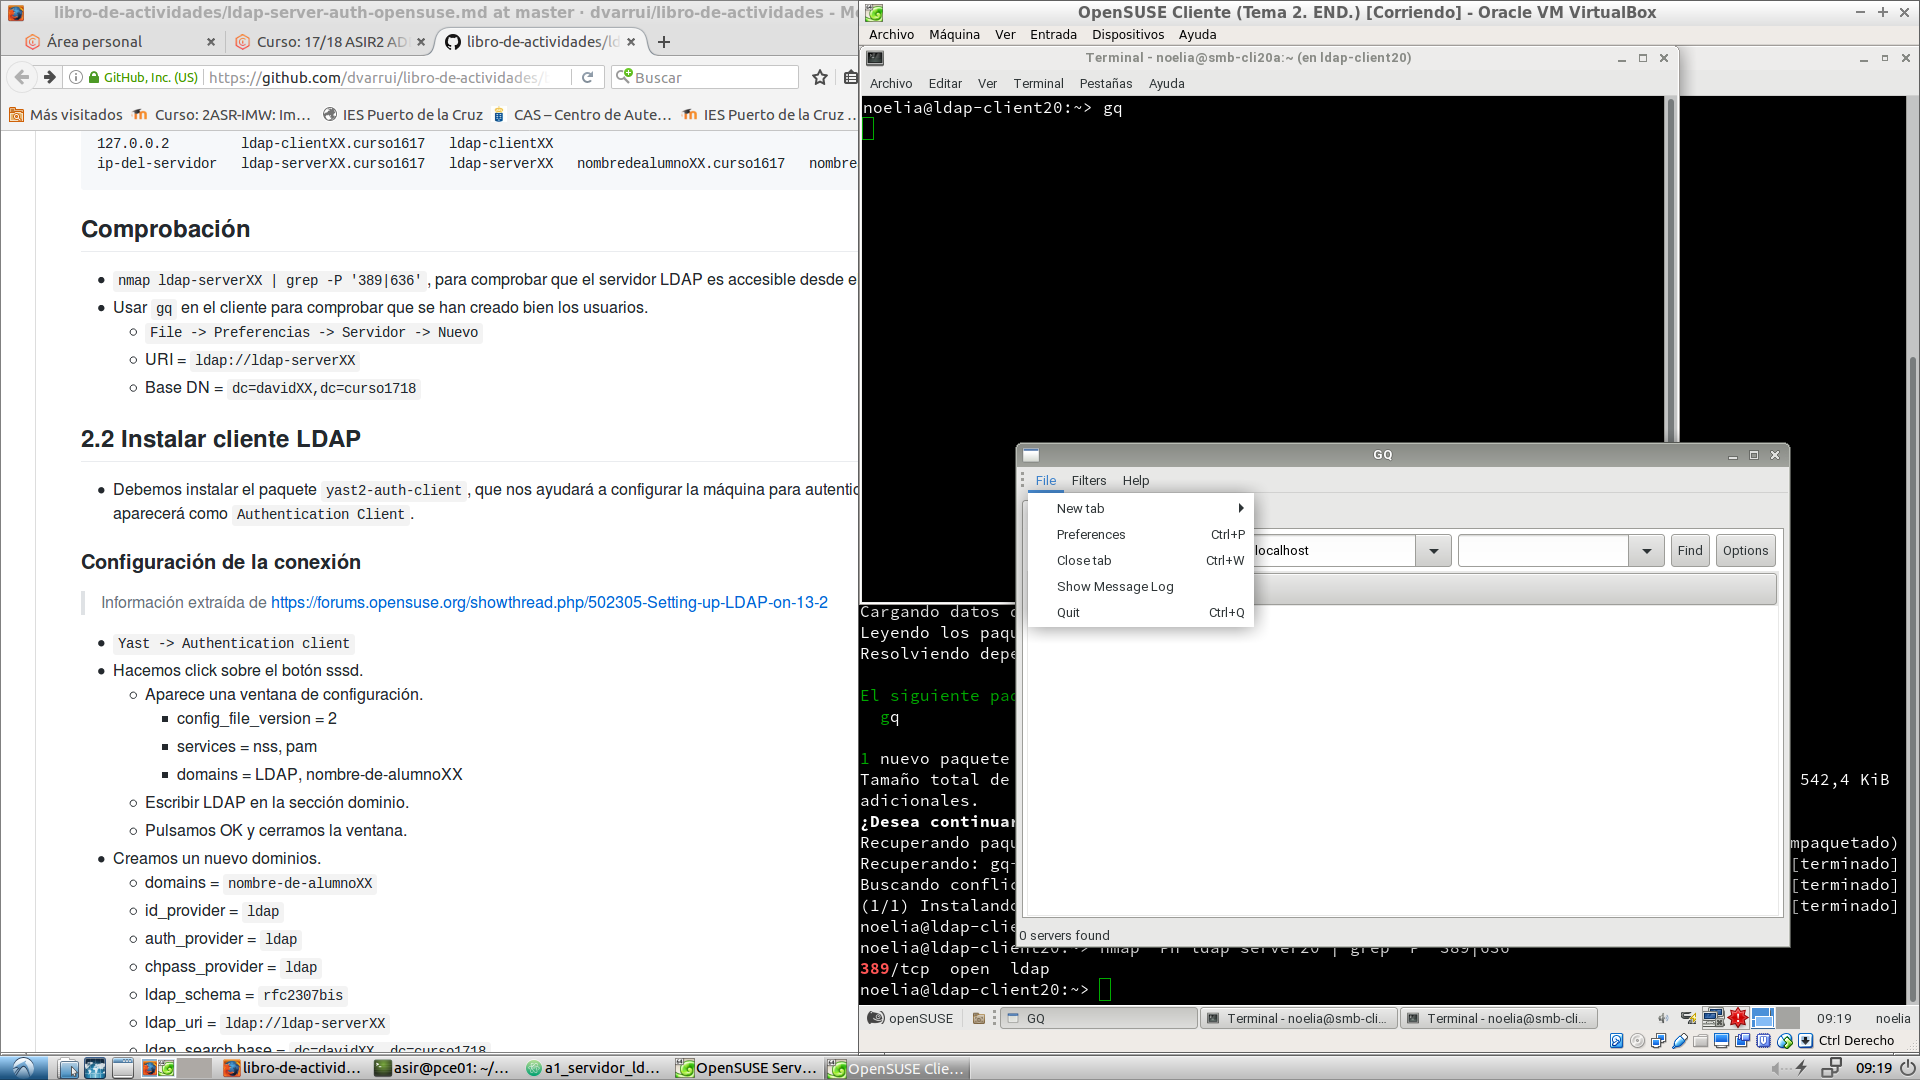 libro-de-actividades/ldap-server-auth-opensuse.md at master · dvarrui/libro-de-actividades - Mo
Área personal
Curso: 17/18 ASIR2 AD
libro-de-actividades/ld
GitHub, Inc. (US)
https://github.com/dvarrui/libro-de-actividades/b
Buscar
Más visitados
Curso: 2ASR-IMW: Im...
IES Puerto de la Cruz
CAS – Centro de Aute...
IES Puerto de la Cruz ...
127.0.0.2 ldap-clientXX.curso1617 ldap-clientXX
ip-del-servidor ldap-serverXX.curso1617 ldap-serverXX nombredealumnoXX.curso1617 nombre
Comprobación
nmap ldap-serverXX | grep -P '389|636' , para comprobar que el servidor LDAP es accesible desde e
Usar gq en el cliente para comprobar que se han creado bien los usuarios.
File -> Preferencias -> Servidor -> Nuevo
URI = ldap://ldap-serverXX
Base DN = dc=davidXX,dc=curso1718
2.2 Instalar cliente LDAP
Debemos instalar el paquete yast2-auth-client , que nos ayudará a configurar la máquina para autentic
aparecerá como Authentication Client .
Configuración de la conexión
Información extraída de https://forums.opensuse.org/showthread.php/502305-Setting-up-LDAP-on-13-2
Yast -> Authentication client
Hacemos click sobre el botón sssd.
Aparece una ventana de configuración.
config_file_version = 2
services = nss, pam
domains = LDAP, nombre-de-alumnoXX
Escribir LDAP en la sección dominio.
Pulsamos OK y cerramos la ventana.
Creamos un nuevo dominios.
domains = nombre-de-alumnoXX
id_provider = ldap
auth_provider = ldap
chpass_provider = ldap
ldap_schema = rfc2307bis
ldap_uri = ldap://ldap-serverXX
ldap_search base = dc=davidXX, dc=curso1718
OpenSUSE Cliente (Tema 2. END.) [Corriendo] - Oracle VM VirtualBox
Archivo Máquina Ver Entrada Dispositivos Ayuda
Terminal - noelia@smb-cli20a:~ (en ldap-client20)
Archivo Editar Ver Terminal Pestañas Ayuda
noelia@ldap-client20:~> gq
GQ
File Filters Help
New tab
Preferences Ctrl+P
Close tab Ctrl+W
Show Message Log
Quit Ctrl+Q
localhost
Find
Options
0 servers found
Cargando datos
Leyendo los paqu
Resolviendo depe
El siguiente paq
gq
1 nuevo paquete
Tamaño total de 542,4 KiB
adicionales.
¿Desea continuar
Recuperando paqu mpaquetado)
Recuperando: gq- [terminado]
Buscando conflic [terminado]
(1/1) Instalando [terminado]
noelia@ldap-clie
noelia@ldap-client20:~> nmap -Pn ldap-server20 | grep -P '389|636'
389/tcp open ldap
noelia@ldap-client20:~>
openSUSE
GQ
Terminal - noelia@smb-cli...
Terminal - noelia@smb-cli...
09:19
noelia
Ctrl Derecho
libro-de-activid...
asir@pce01: ~/...
a1_servidor_ld...
OpenSUSE Serv...
OpenSUSE Clie...
09:19